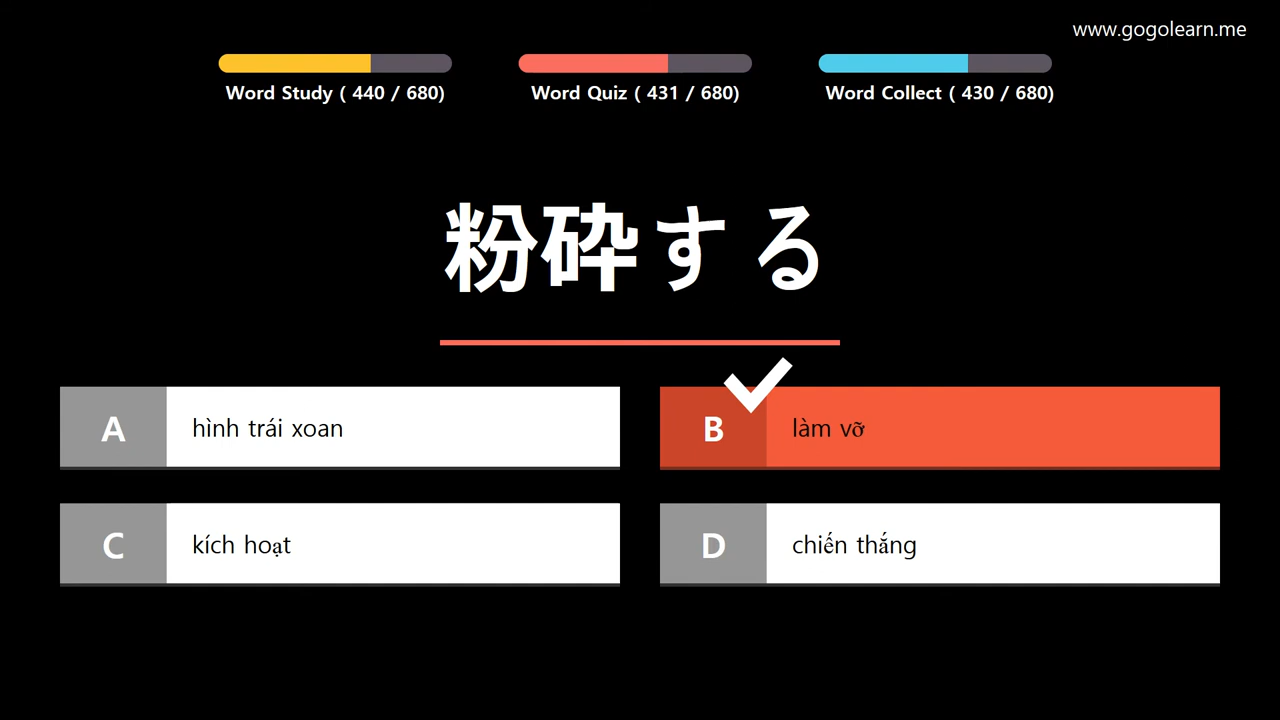 www.gogolearn.me
Word Study ( 440 / 680)
Word Quiz ( 431 / 680)
Word Collect ( 430 / 680)
粉砕する
A
hình trái xoan
B
làm vỡ
C
kích hoạt
D
chiến thắng